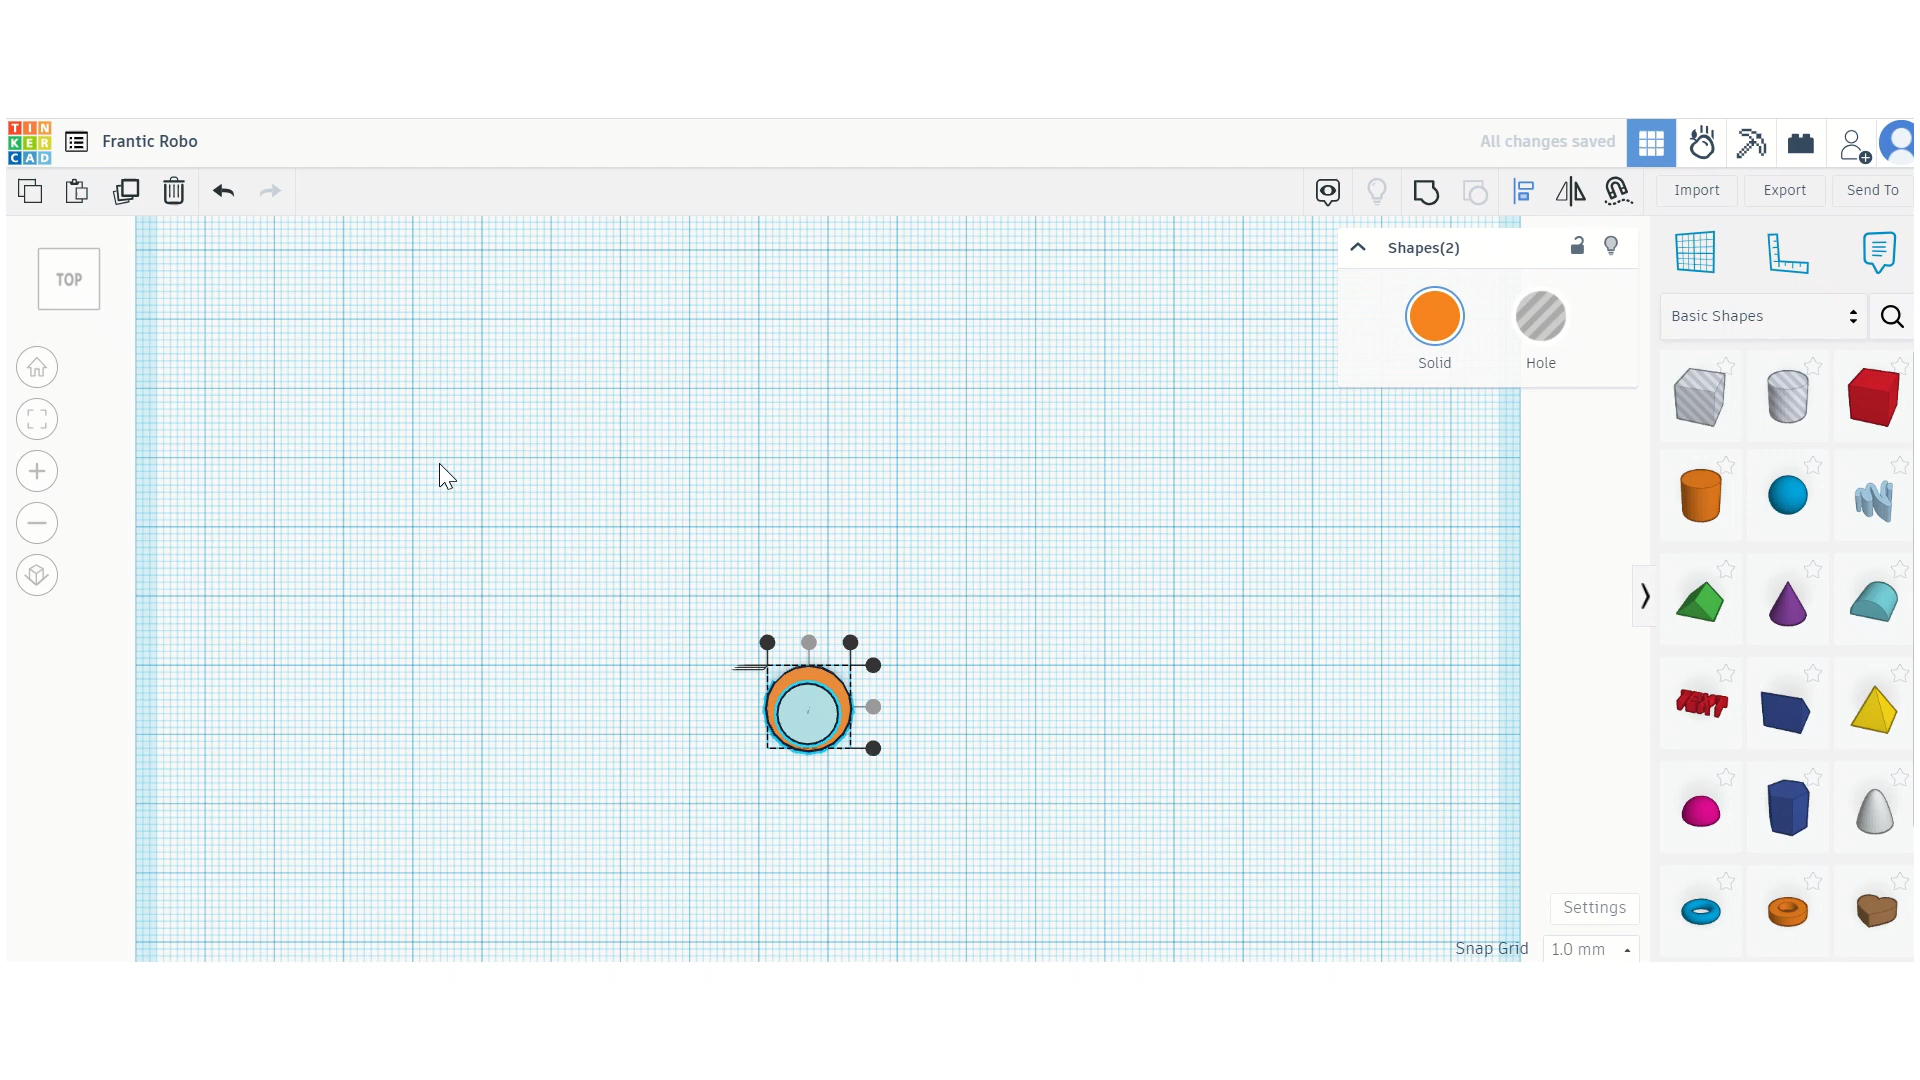 TIN
KER
CAD
Frantic Robo
All changes saved
Import
Export
Send To
TOP
Shapes(2)
Solid
Hole
Basic Shapes
TEXT
Settings
Snap Grid
1.0 mm